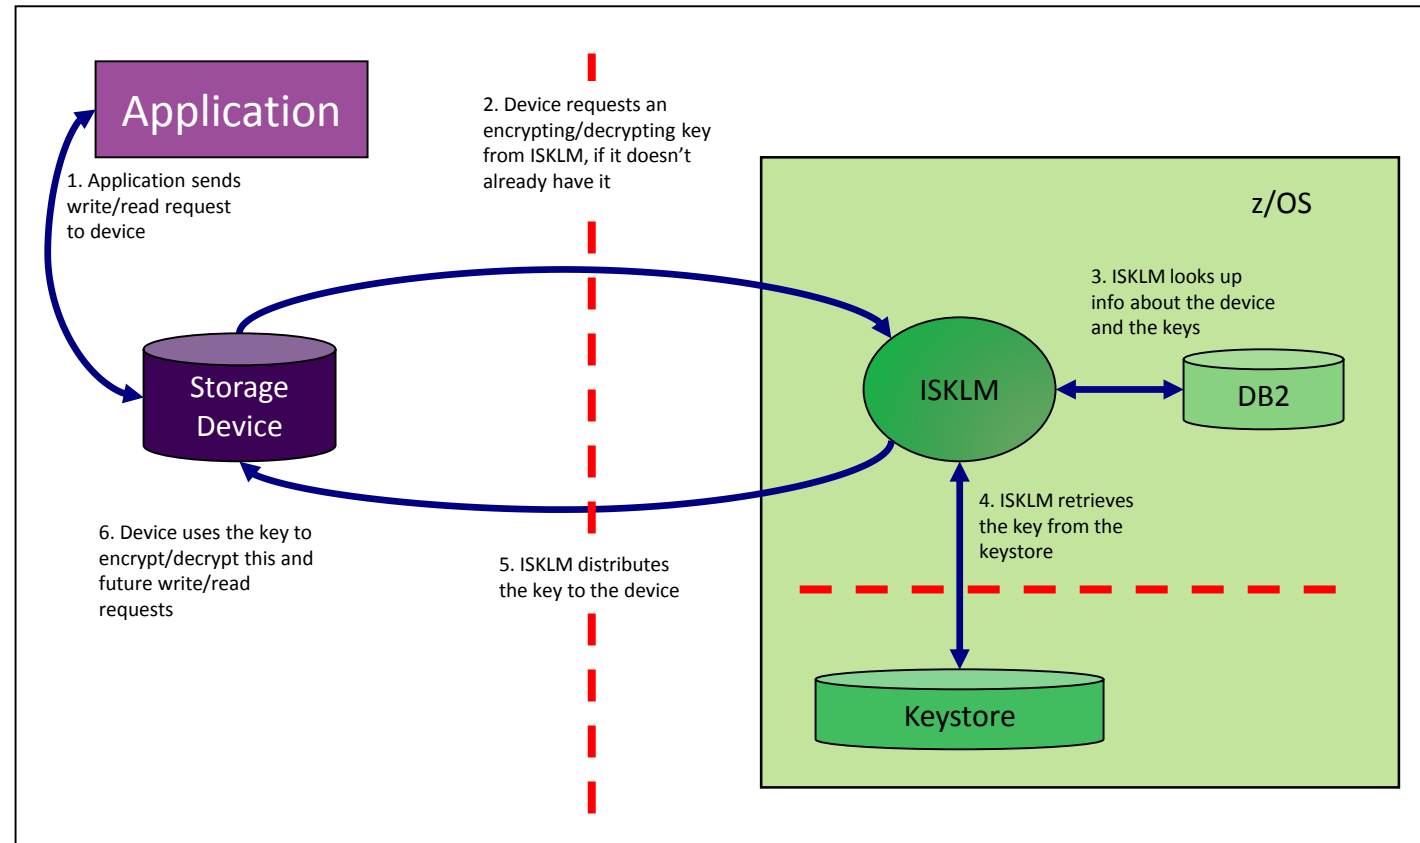 Application
1. Application sends
write/read request
to device
2. Device requests an
encrypting/decrypting key
from ISKLM, if it doesn’t
already have it
z/OS
3. ISKLM looks up
info about the device
and the keys
Storage
Device
ISKLM
DB2
4. ISKLM retrieves
the key from the
keystore
6. Device uses the key to
encrypt/decrypt this and
future write/read
requests
5. ISKLM distributes
the key to the device
Keystore